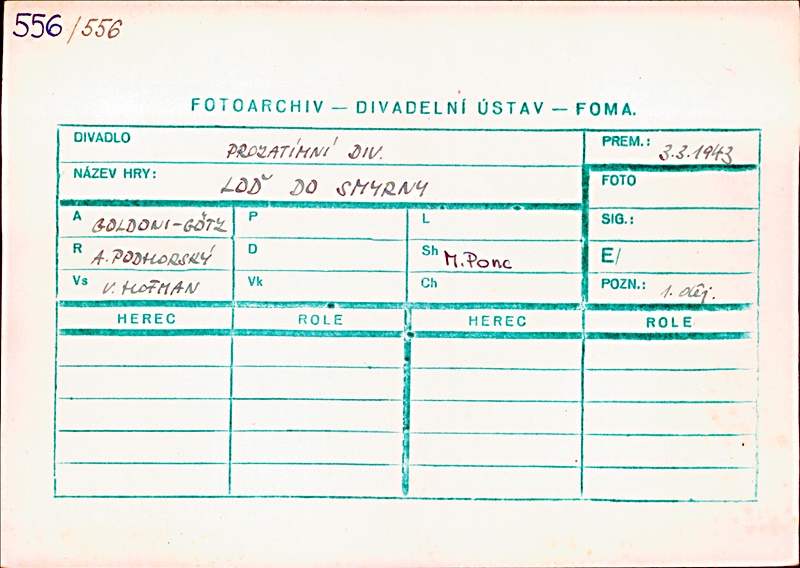 556/556
FOTOARCHIV — DIVADELNÍ ÚSTAV — FOMA.
DIVADLO PROZATÍMNÍ DIV. PREM.: 3.3.1943
NÁZEV HRY: LOĎ DO SMYRNY FOTO
A GOLDONI-GÖTZ P L SIG.:
R A. PODHORSKÝ D Sh M. Ponc E/
Vs V. HOFMAN Vk Ch POZN.: 1. děj.
HEREC ROLE HEREC ROLE